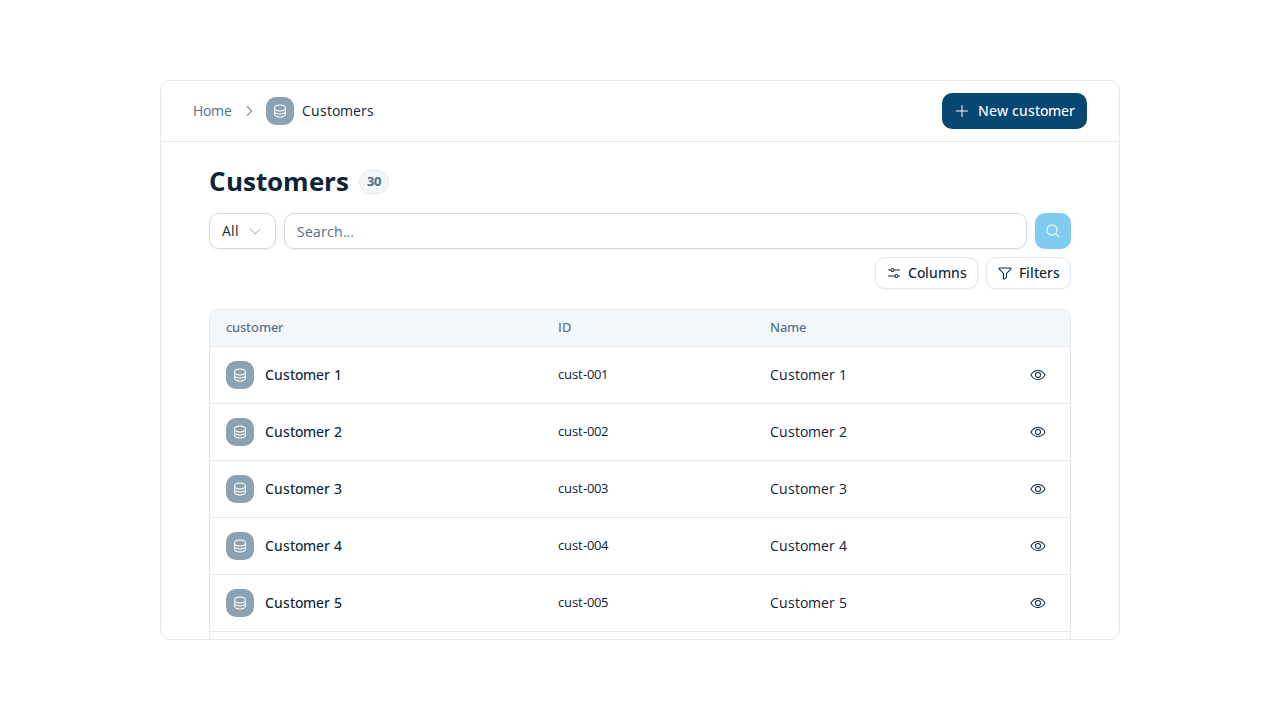 Home Customers New customer
Customers 30
All Search...
Columns Filters
customer ID Name
Customer 1 cust-001 Customer 1
Customer 2 cust-002 Customer 2
Customer 3 cust-003 Customer 3
Customer 4 cust-004 Customer 4
Customer 5 cust-005 Customer 5